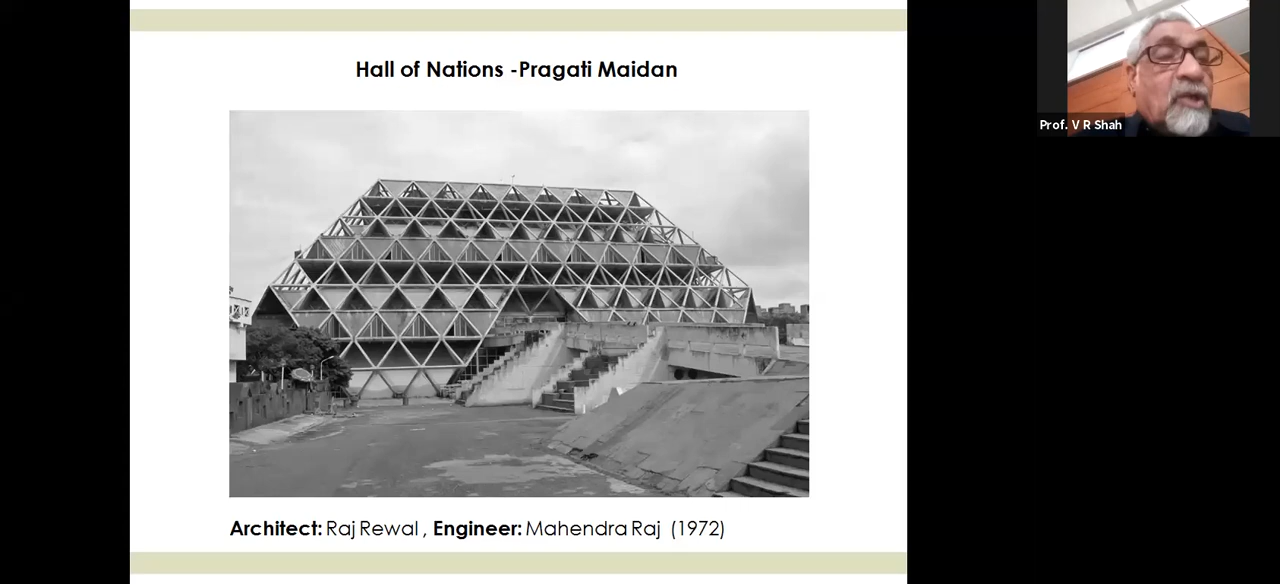 Hall of Nations -Pragati Maidan
Prof. V R Shah
Architect: Raj Rewal , Engineer: Mahendra Raj (1972)